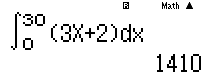 R Math ▲
∫₀³⁰(3X+2)dx
1410